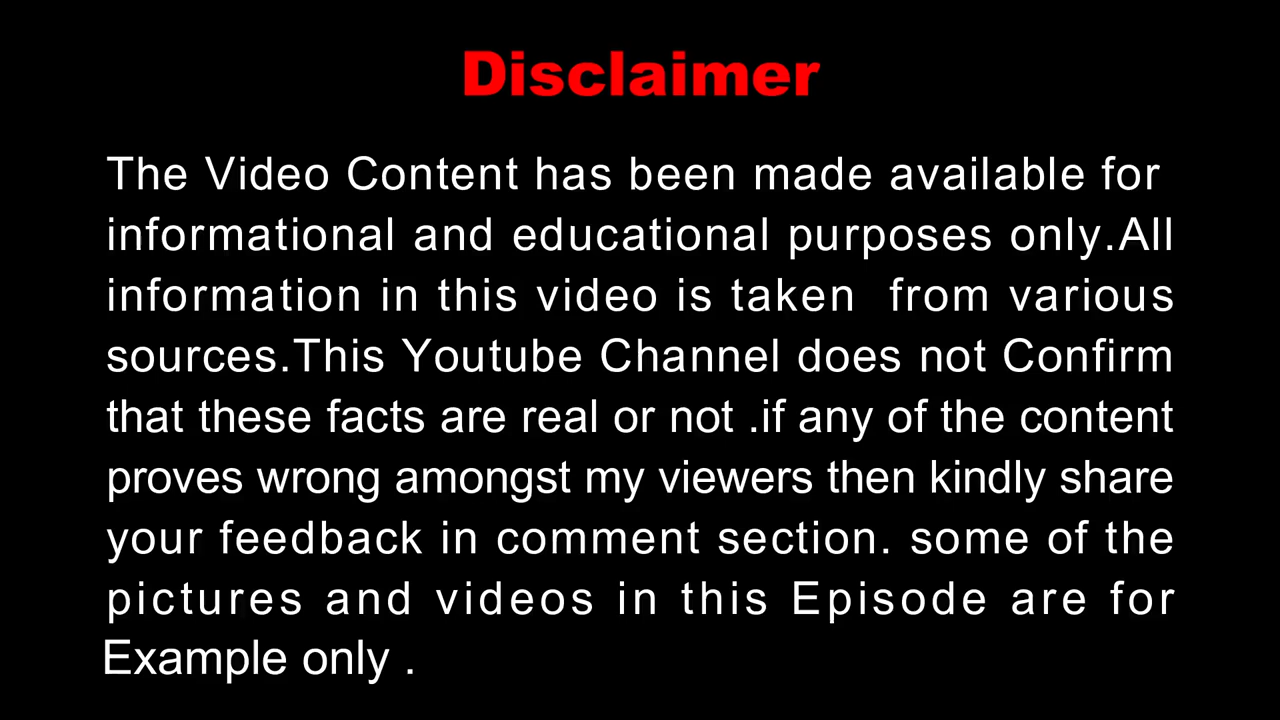 Disclaimer
The Video Content has been made available for
informational and educational purposes only.All
information in this video is taken  from various
sources.This Youtube Channel does not Confirm
that these facts are real or not .if any of the content
proves wrong amongst my viewers then kindly share
your feedback in comment section. some of the
pictures and videos in this Episode are for
Example only .